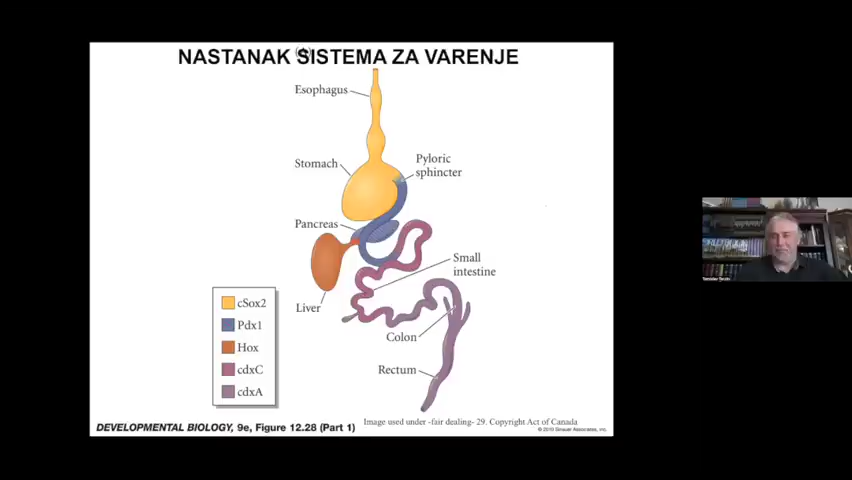 NASTANAK SISTEMA ZA VARENJE
Esophagus
Stomach
Pyloric
sphincter
Pancreas
Small
intestine
Liver
Colon
Rectum
cSox2
Pdx1
Hox
cdxC
cdxA
DEVELOPMENTAL BIOLOGY, 9e, Figure 12.28 (Part 1)
Image used under -fair dealing- 29. Copyright Act of Canada
© 2010 Sinauer Associates, Inc.